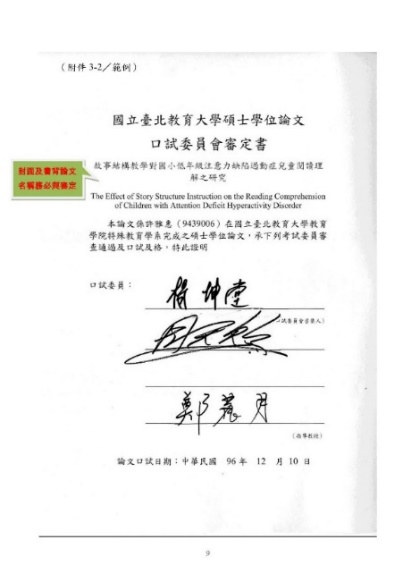 （附件 3-2／範例）
國立臺北教育大學碩士學位論文
口試委員會審定書
封面及書背論文
名稱務必與審定
故事結構教學對國小低年級注意力缺陷過動症兒童閱讀理
解之研究
The Effect of Story Structure Instruction on the Reading Comprehension
of Children with Attention Deficit Hyperactivity Disorder
本論文係許雅惠（9439006）在國立臺北教育大學教育
學院特殊教育學系完成之碩士學位論文，承下列考試委員審
查通過及口試及格，特此證明
口試委員：
楊坤堂
試委員會召集人）
鄭麗月
（指導教授）
論文口試日期：中華民國 96 年 12 月 10 日
9